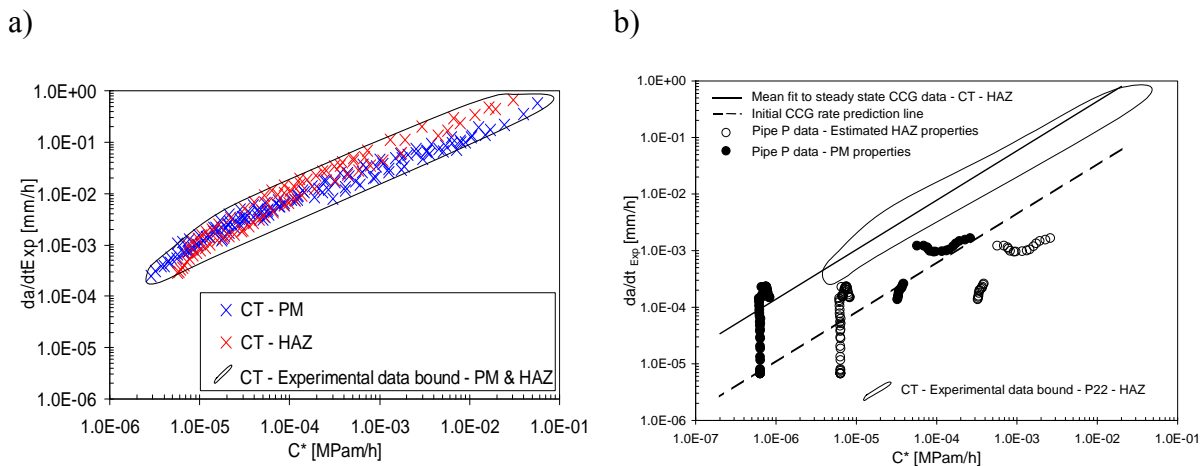 a)
1.0E+00
1.0E-01
1.0E-02
1.0E-03
1.0E-04
1.0E-05
1.0E-06
da/dtExp [mm/h]
CT - PM
CT - HAZ
CT - Experimental data bound - PM & HAZ
1.0E-06 1.0E-05 1.0E-04 1.0E-03 1.0E-02 1.0E-01
C* [MPam/h]
b)
1.0E+00
1.0E-01
1.0E-02
1.0E-03
1.0E-04
1.0E-05
1.0E-06
da/dt Exp [mm/h]
Mean fit to steady state CCG data - CT - HAZ
Initial CCG rate prediction line
Pipe P data - Estimated HAZ properties
Pipe P data - PM properties
CT - Experimental data bound - P22 - HAZ
1.0E-07 1.0E-06 1.0E-05 1.0E-04 1.0E-03 1.0E-02 1.0E-01
C* [MPam/h]